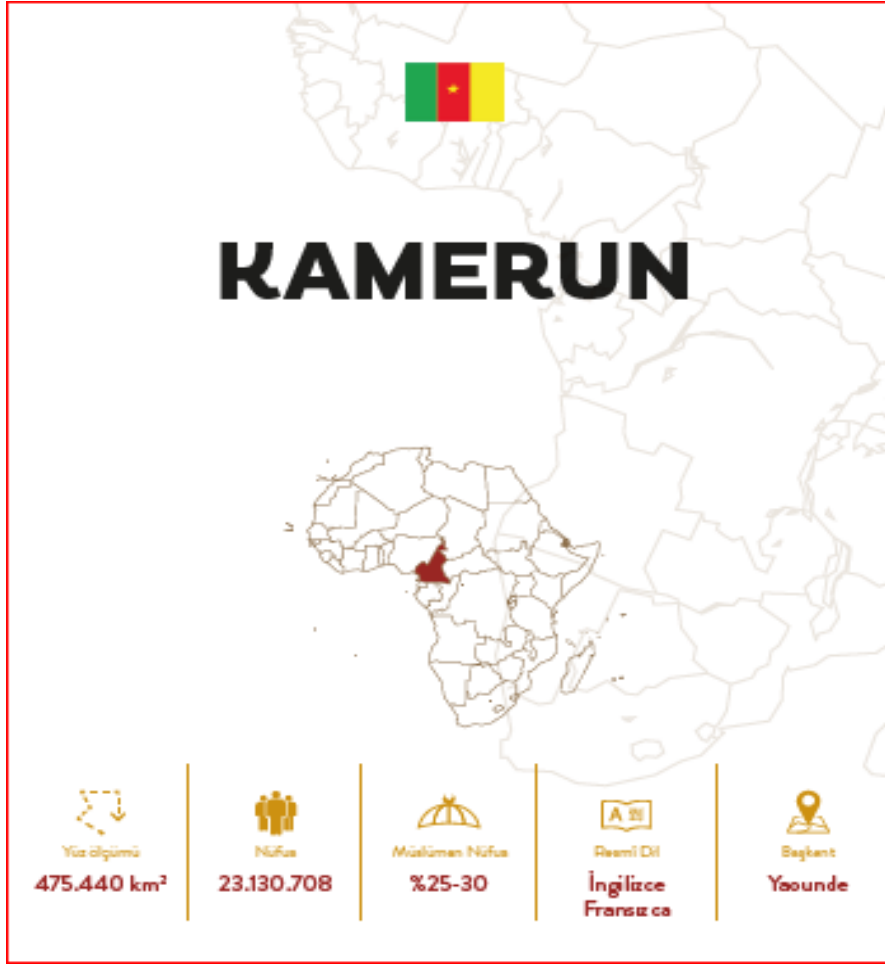 KAMERUN
Yüz ölçümü
475.440 km²
Nüfus
23.130.708
Müslüman Nüfus
%25-30
Resmî Dil
A
İngilizce
Fransızca
Başkent
Yaounde